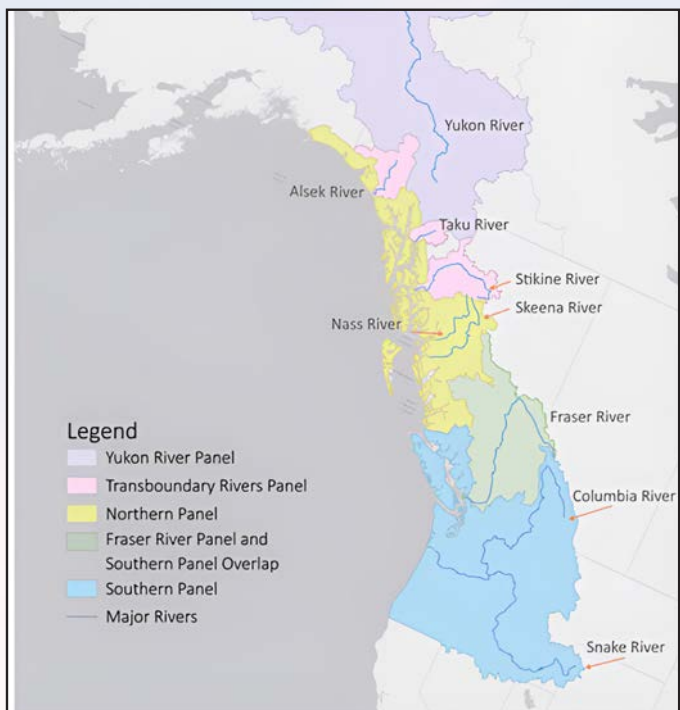 Yukon River
Alsek River
Taku River
Stikine River
Skeena River
Nass River
Fraser River
Columbia River
Snake River
Legend
Yukon River Panel
Transboundary Rivers Panel
Northern Panel
Fraser River Panel and
Southern Panel Overlap
Southern Panel
Major Rivers